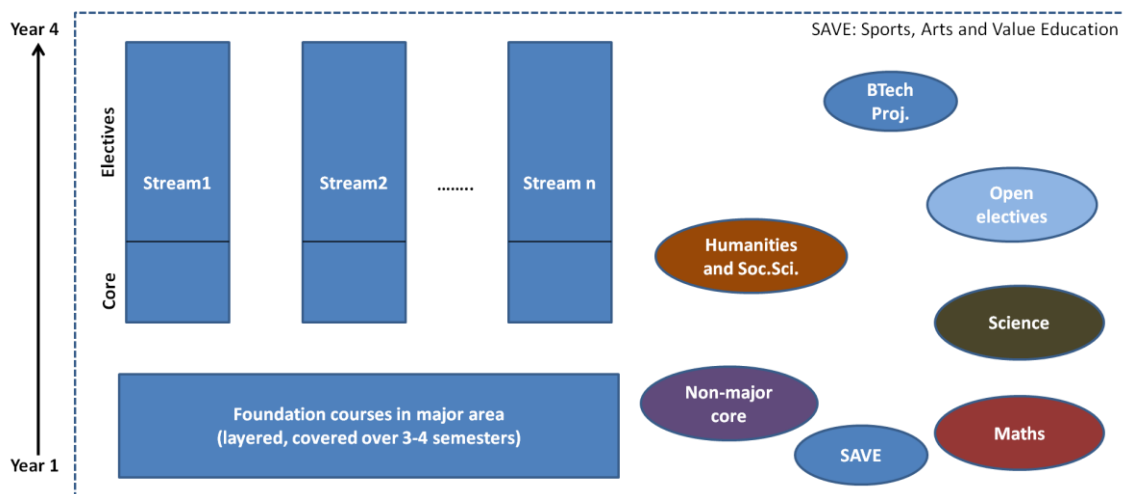 Year 4
SAVE: Sports, Arts and Value Education
BTech
Proj.
Electives
Stream1
Stream2
........
Stream n
Open
electives
Humanities
and Soc.Sci.
Core
Science
Non-major
core
Foundation courses in major area
(layered, covered over 3-4 semesters)
Maths
SAVE
Year 1